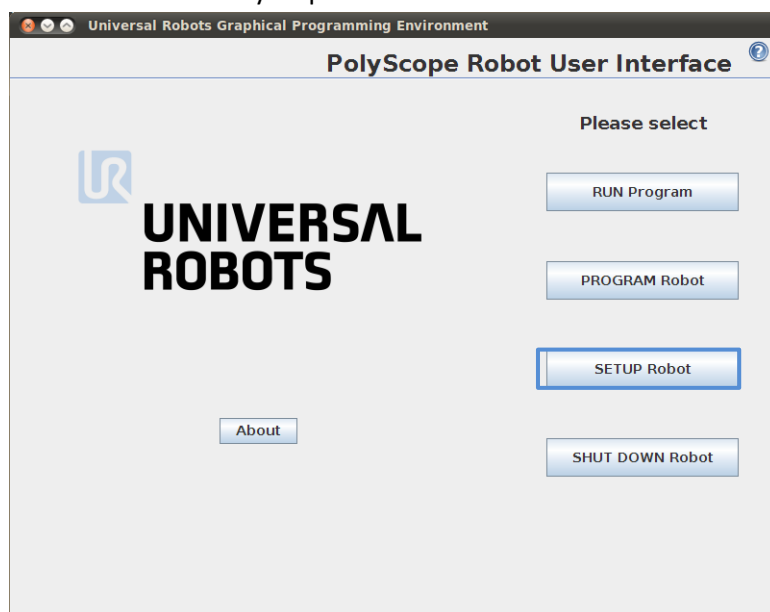 Universal Robots Graphical Programming Environment
PolyScope Robot User Interface
?
Please select
UR
UNIVERSAL
ROBOTS
RUN Program
PROGRAM Robot
SETUP Robot
About
SHUT DOWN Robot